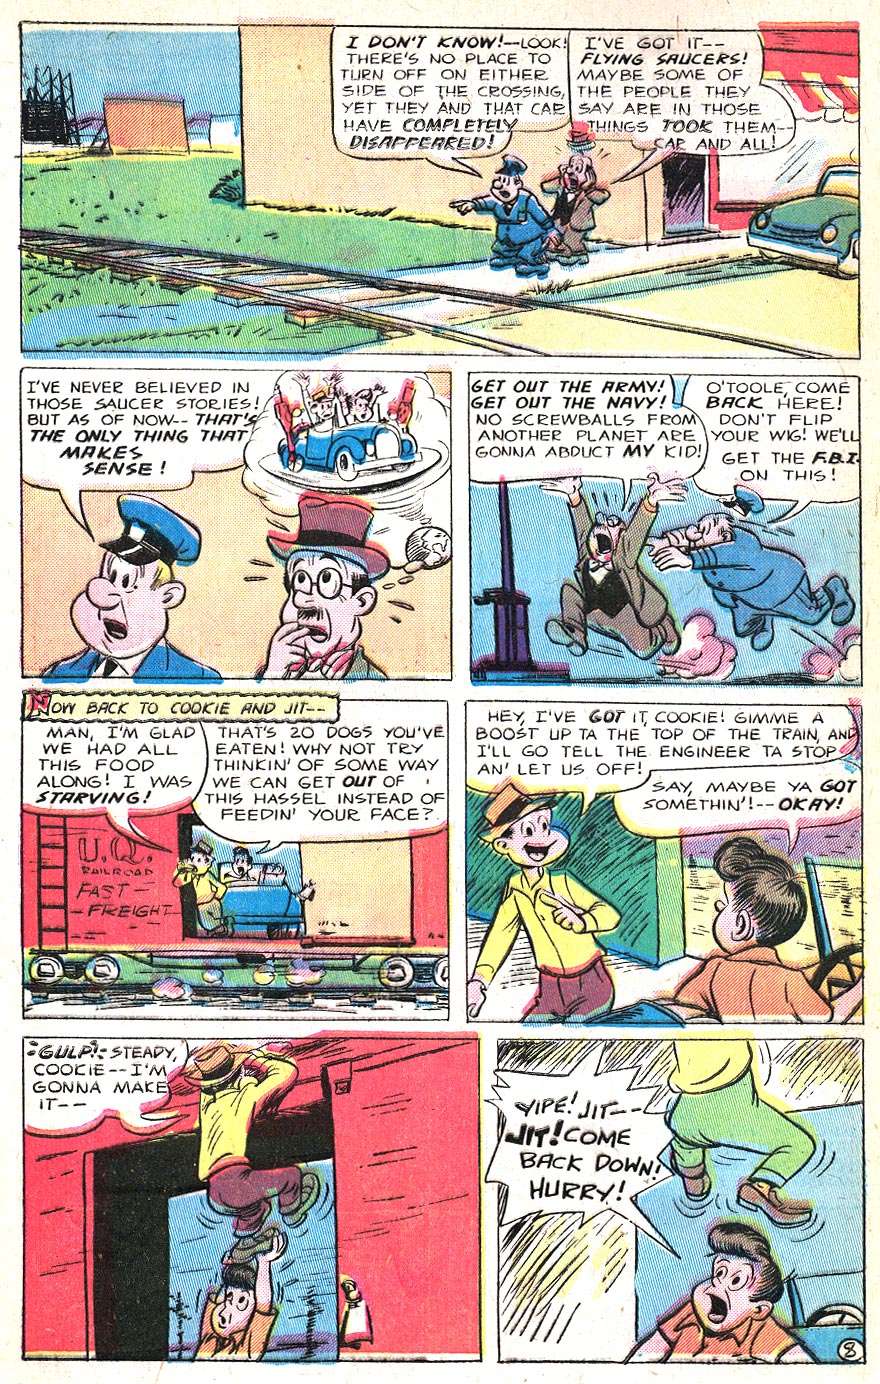 I DON'T KNOW!--LOOK!
THERE'S NO PLACE TO
TURN OFF ON EITHER
SIDE OF THE CROSSING,
YET THEY AND THAT CAR
HAVE COMPLETELY
DISAPPEARED!
I'VE GOT IT--
FLYING SAUCERS!
MAYBE SOME OF
THE PEOPLE THEY
SAY ARE IN THOSE
THINGS TOOK THEM--
CAR AND ALL!
I'VE NEVER BELIEVED IN
THOSE SAUCER STORIES!
BUT AS OF NOW--THAT'S
THE ONLY THING THAT
MAKES
SENSE!
GET OUT THE ARMY!
GET OUT THE NAVY!
NO SCREWBALLS FROM
ANOTHER PLANET ARE
GONNA ABDUCT MY KID!
O'TOOLE, COME
BACK HERE!
DON'T FLIP
YOUR WIG! WE'LL
GET THE F.B.I.
ON THIS!
NOW BACK TO COOKIE AND JIT--
MAN, I'M GLAD
WE HAD ALL
THIS FOOD
ALONG! I WAS
STARVING!
THAT'S 20 DOGS YOU'VE
EATEN! WHY NOT TRY
THINKIN' OF SOME WAY
WE CAN GET OUT OF
THIS HASSEL INSTEAD OF
FEEDIN' YOUR FACE?
U.Q.
RAILROAD
FAST
-FREIGHT-
HEY, I'VE GOT IT, COOKIE! GIMME A
BOOST UP TA THE TOP OF THE TRAIN, AND
I'LL GO TELL THE ENGINEER TA STOP
AN' LET US OFF!
SAY, MAYBE YA GOT
SOMETHIN'!--OKAY!
:GULP!: STEADY,
COOKIE--I'M
GONNA MAKE
IT--
YIPE! JIT--
JIT! COME
BACK DOWN!
HURRY!
8